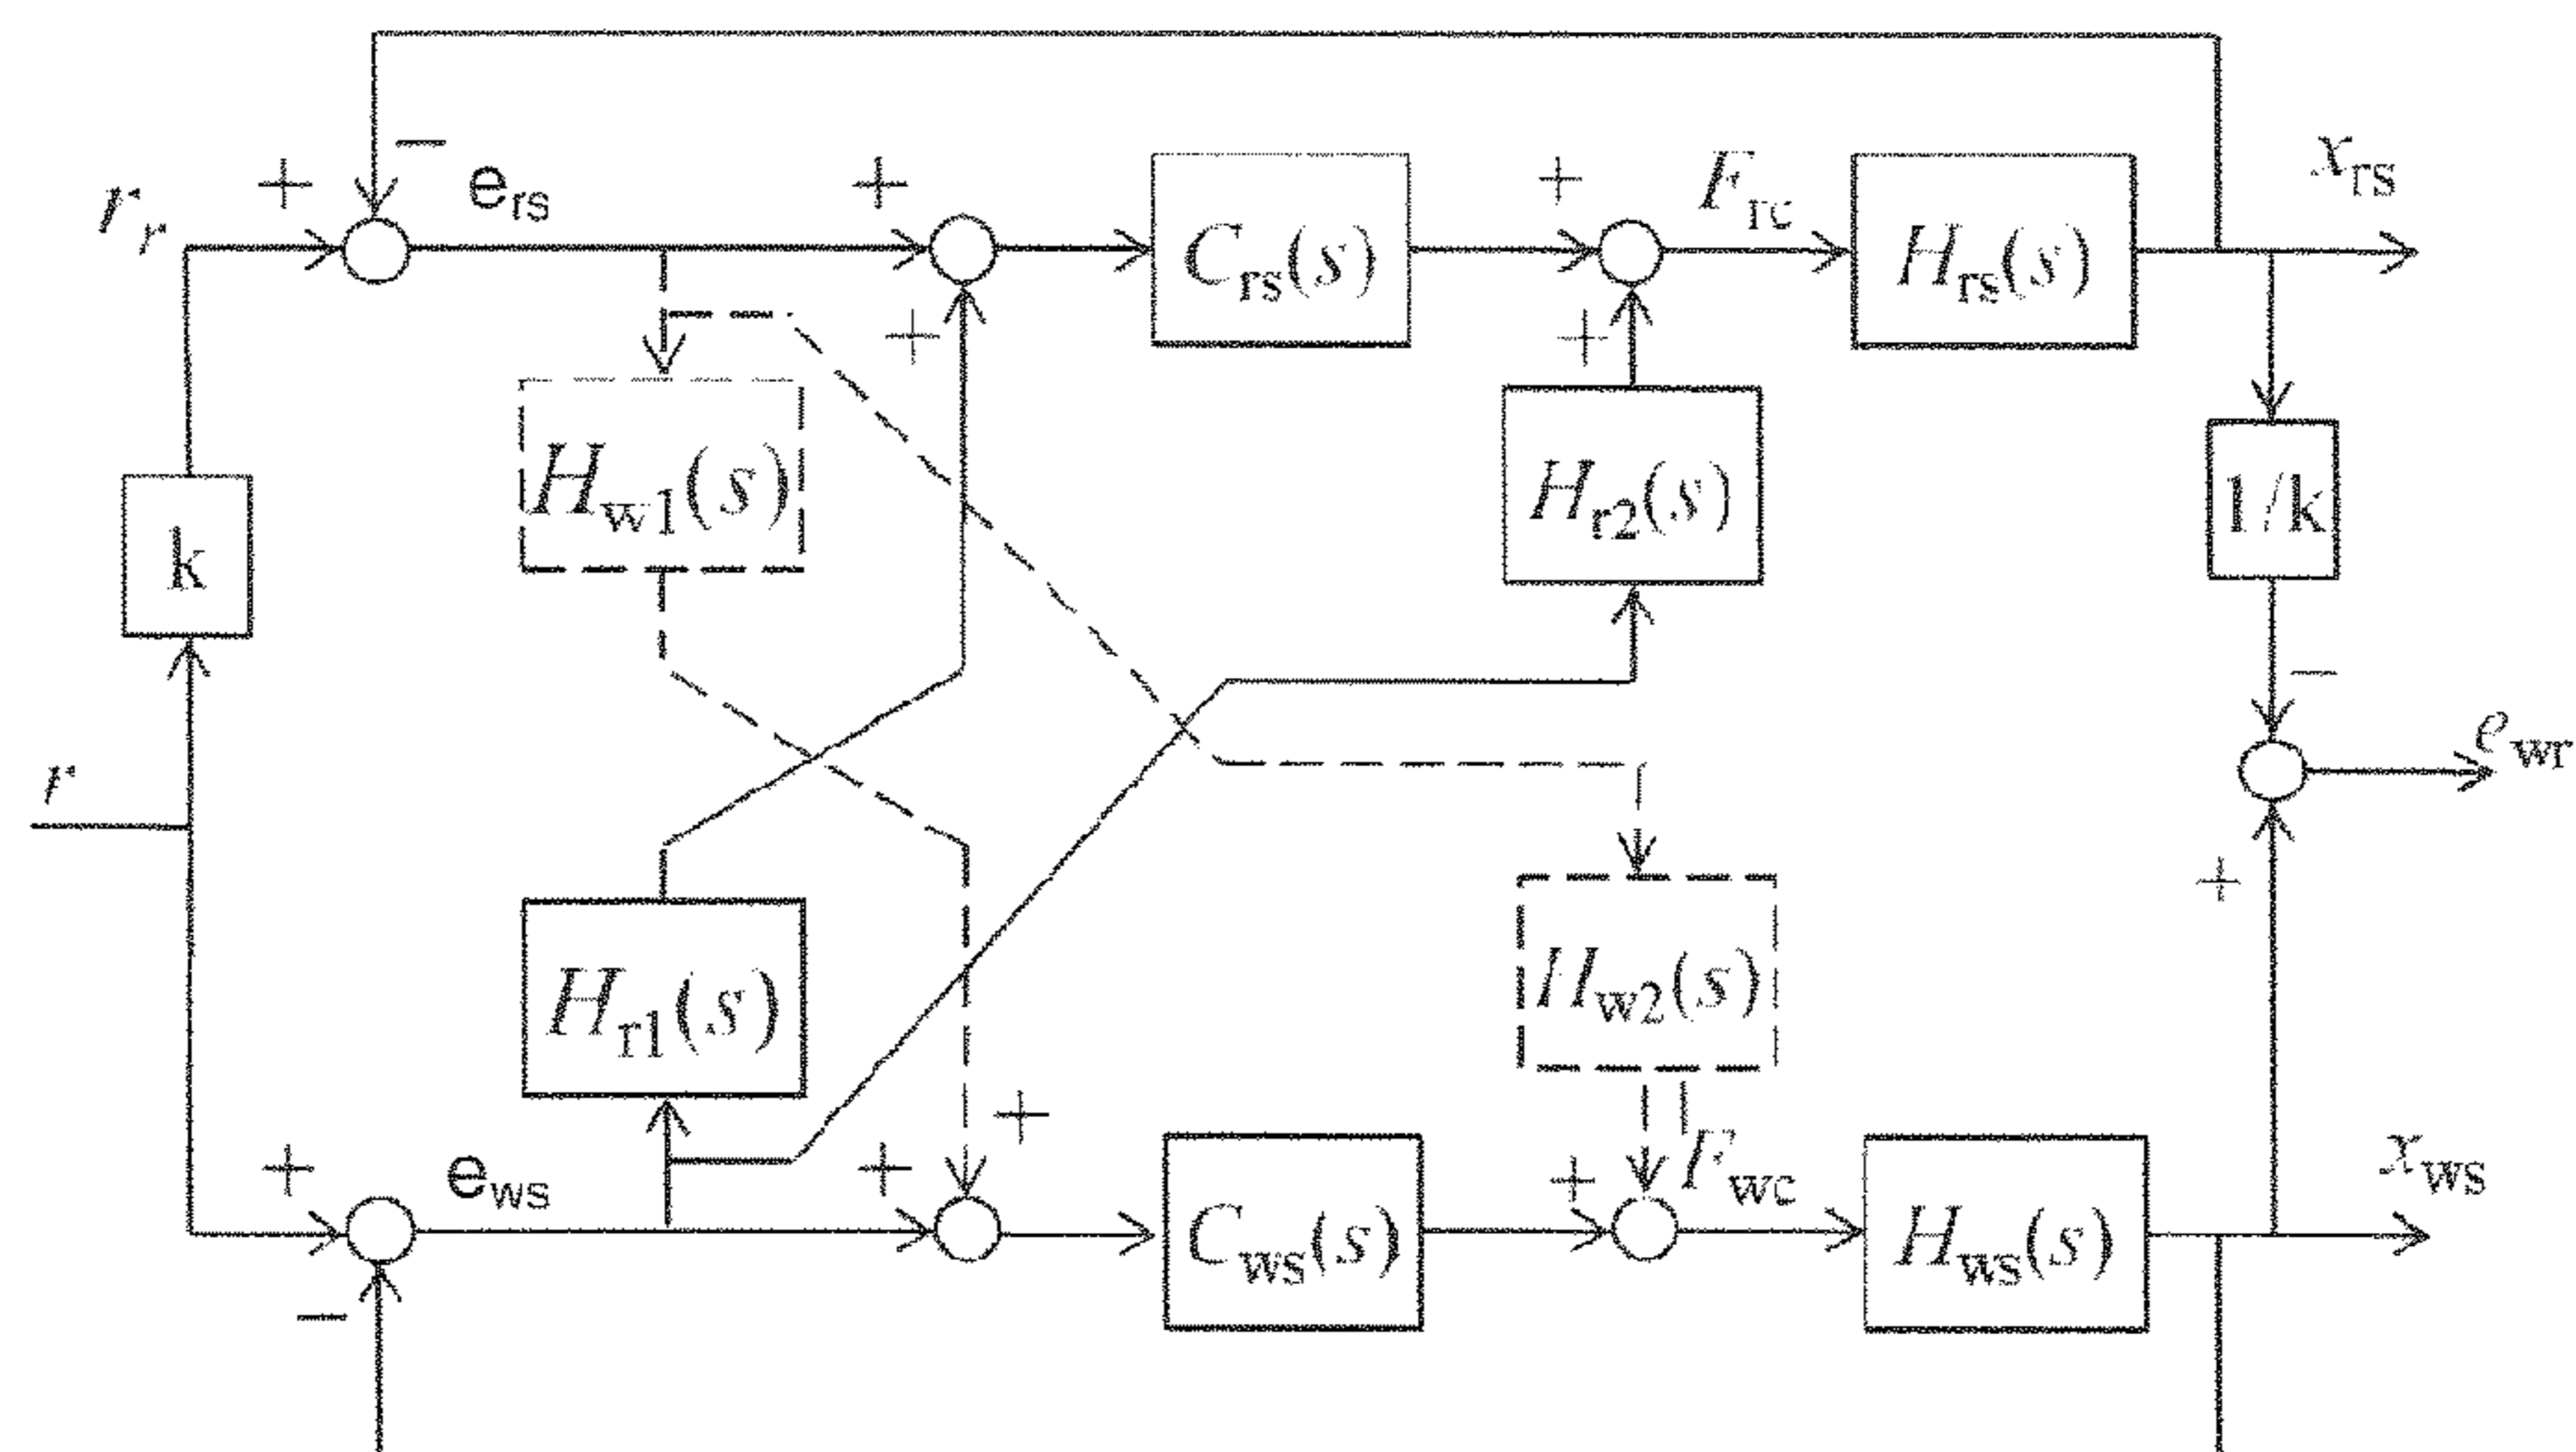 −
+ e_rs + + F_rc x_rs
r_r
C_rs(s) H_rs(s)
+ +
H_w1(s) H_r2(s) 1/k
k
−
r e_wr
+
H_r1(s) H_w2(s)
+
+ e_ws + + F_wc x_ws
C_ws(s) H_ws(s)
−